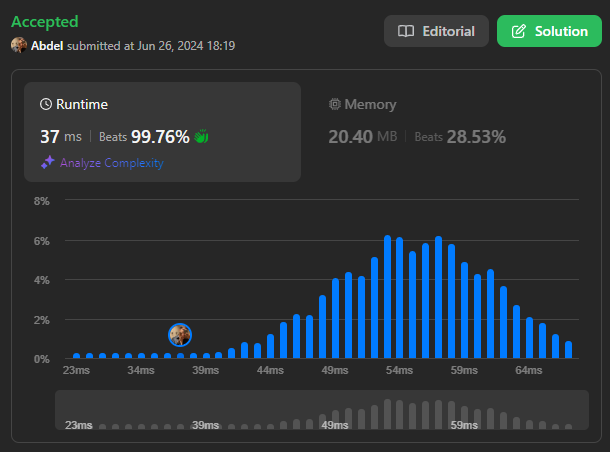 Accepted
Abdel submitted at Jun 26, 2024 18:19
Editorial
Solution
Runtime
37 ms | Beats 99.76%
Analyze Complexity
Memory
20.40 MB | Beats 28.53%
8%
6%
4%
2%
0%
23ms 34ms 39ms 44ms 49ms 54ms 59ms 64ms
23ms 39ms 49ms 59ms